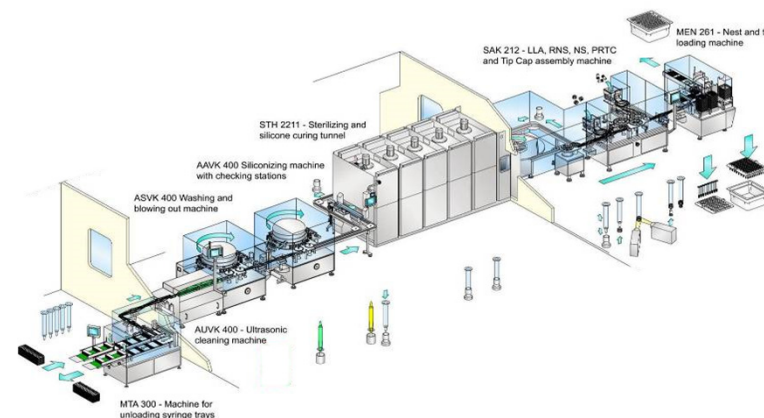 MEN 261 - Nest and
loading machine
SAK 212 - LLA, RNS, NS, PRTC
and Tip Cap assembly machine
STH 2211 - Sterilizing and
silicone curing tunnel
AAVK 400 Siliconizing machine
with checking stations
ASVK 400 Washing and
blowing out machine
AUVK 400 - Ultrasonic
cleaning machine
MTA 300 - Machine for
unloading syringe trays